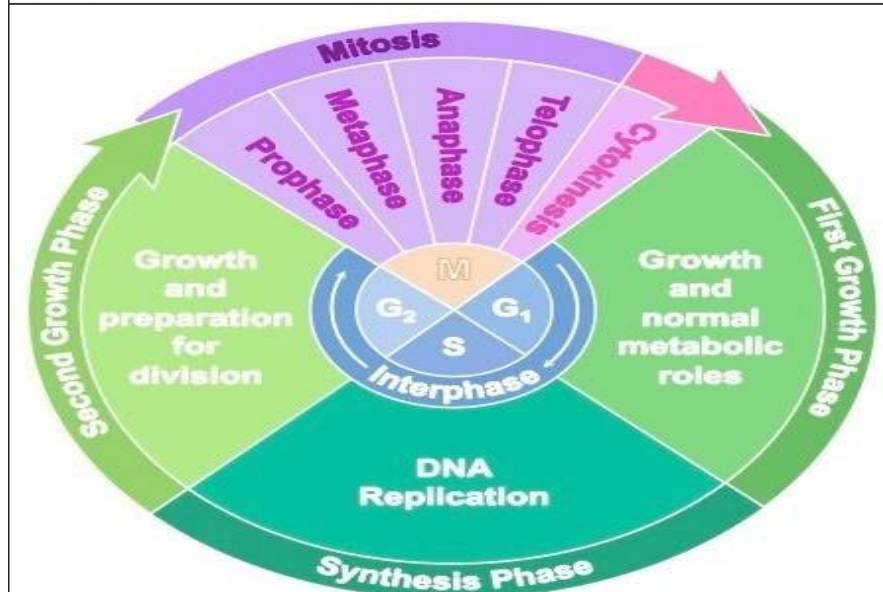 Mitosis
Prophase
Metaphase
Anaphase
Telophase
Cytokinesis
First Growth Phase
Growth
and
normal
metabolic
roles
Second Growth Phase
Growth
and
preparation
for
division
M
G₂
G₁
S
Interphase
DNA
Replication
Synthesis Phase